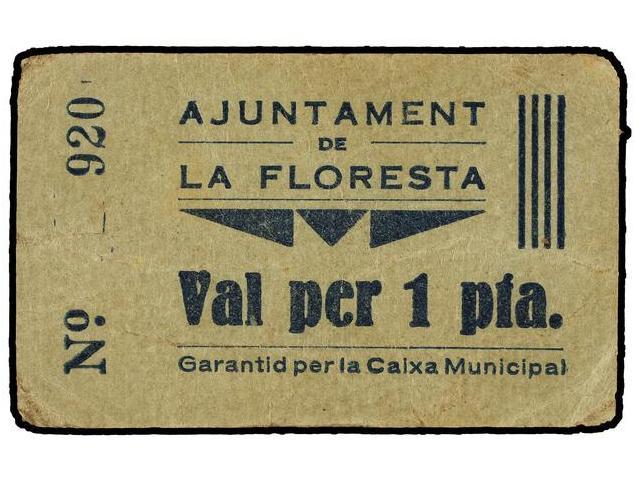 AJUNTAMENT
DE
LA FLORESTA
Val per 1 pta.
Garantid per la Caixa Municipal
Nº 920